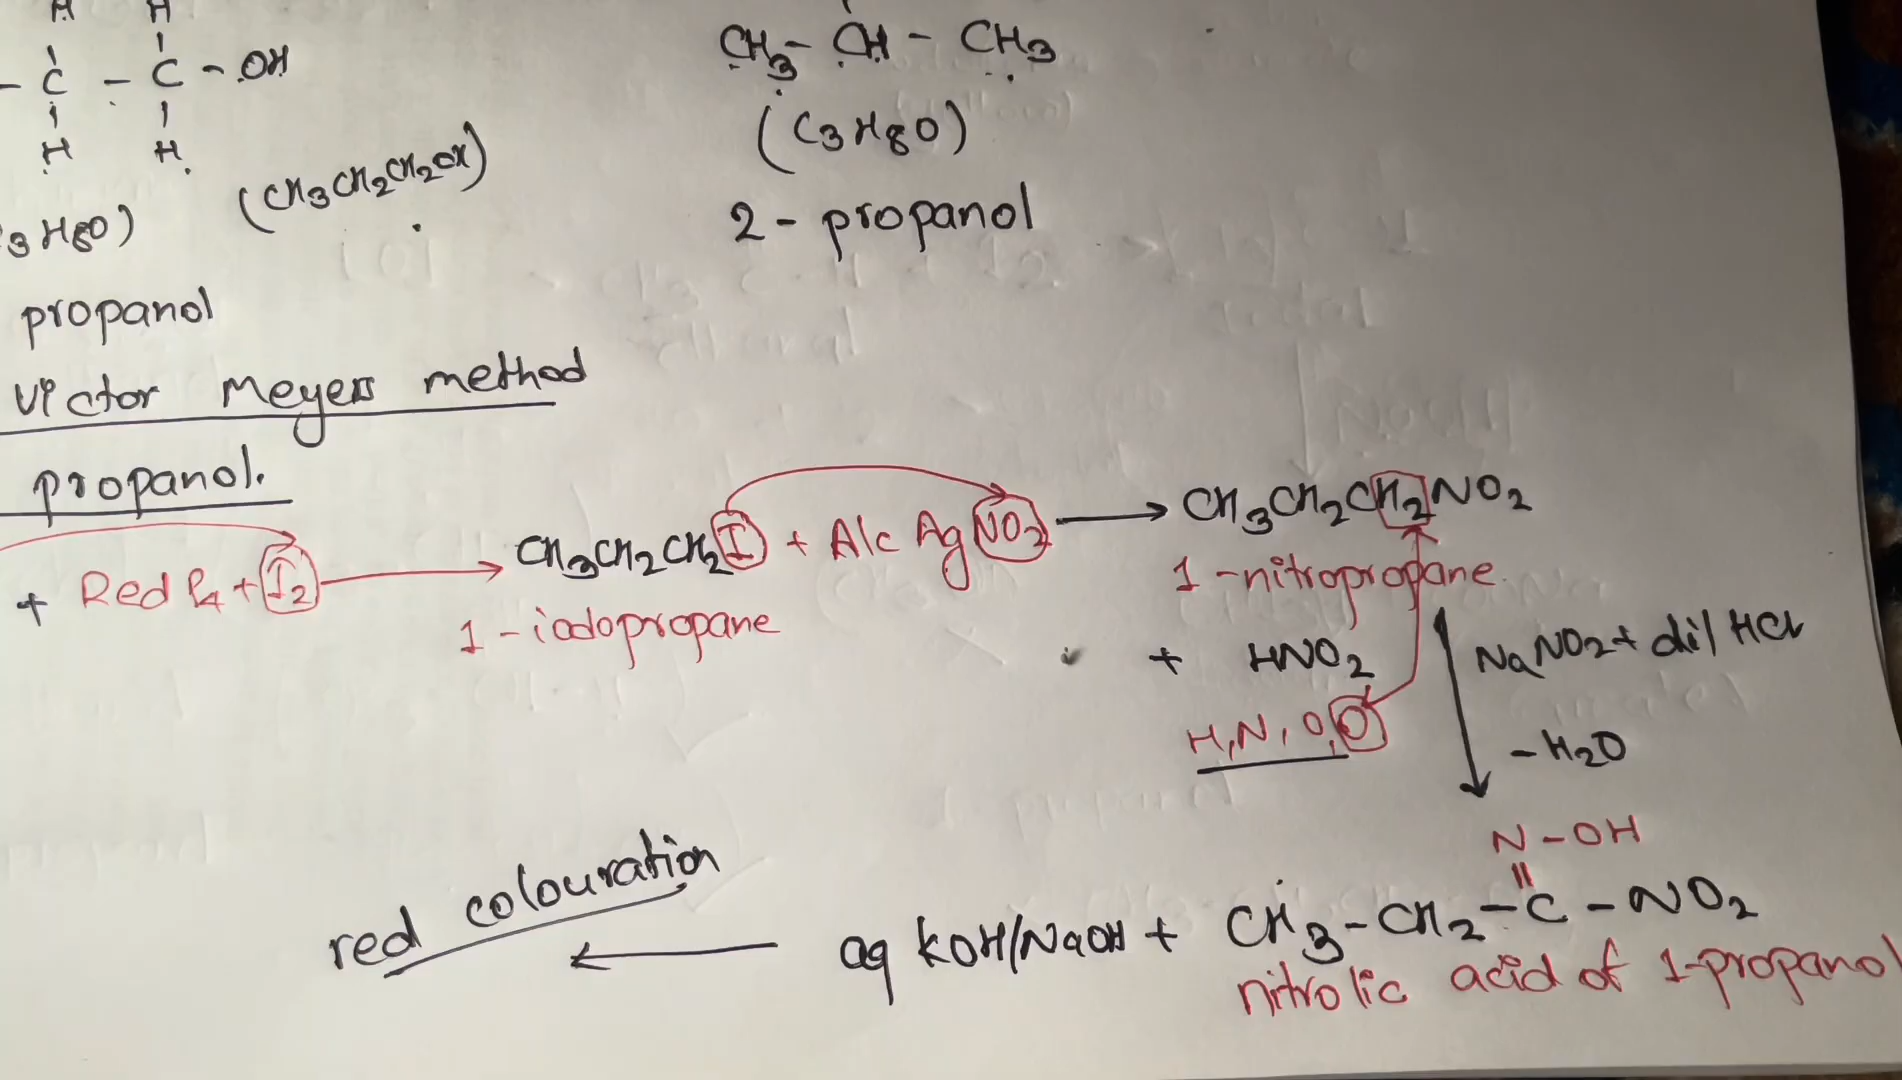 H H
- C - C - OH
H H
CH3 - CH - CH3
(C3H8O)
(CH3CH2CH2OH)
3H8O)
2 - propanol
propanol
Victor Meyers method
propanol.
+ Red P4 + I2 → CH3CH2CH2I + Alc AgNO2 → CH3CH2CH2NO2
1 - iodopropane
1 - nitropropane
+ HNO2
NaNO2 + dil HCl
H, N, O, O
- H2O
N - OH
red colouration ← aq KOH/NaOH + CH3 - CH2 - C - NO2
nitrolic acid of 1-propanol